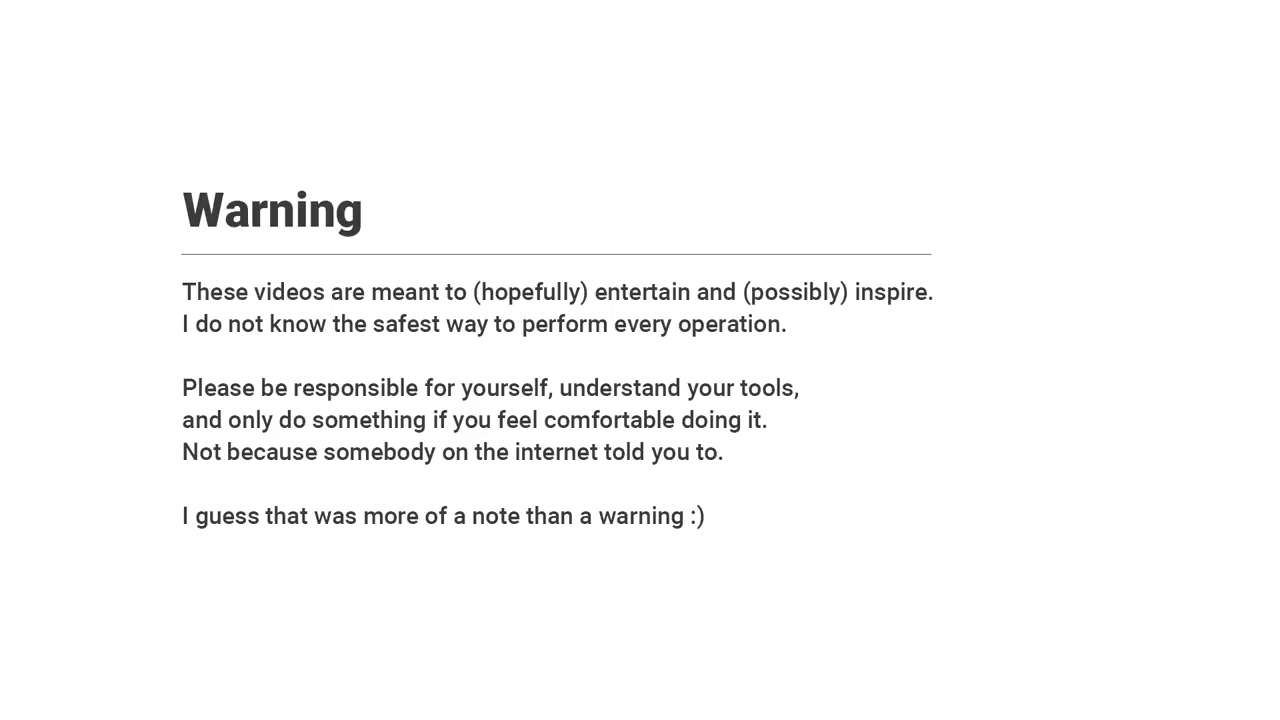 Warning
These videos are meant to (hopefully) entertain and (possibly) inspire.
I do not know the safest way to perform every operation.
Please be responsible for yourself, understand your tools,
and only do something if you feel comfortable doing it.
Not because somebody on the internet told you to.
I guess that was more of a note than a warning :)